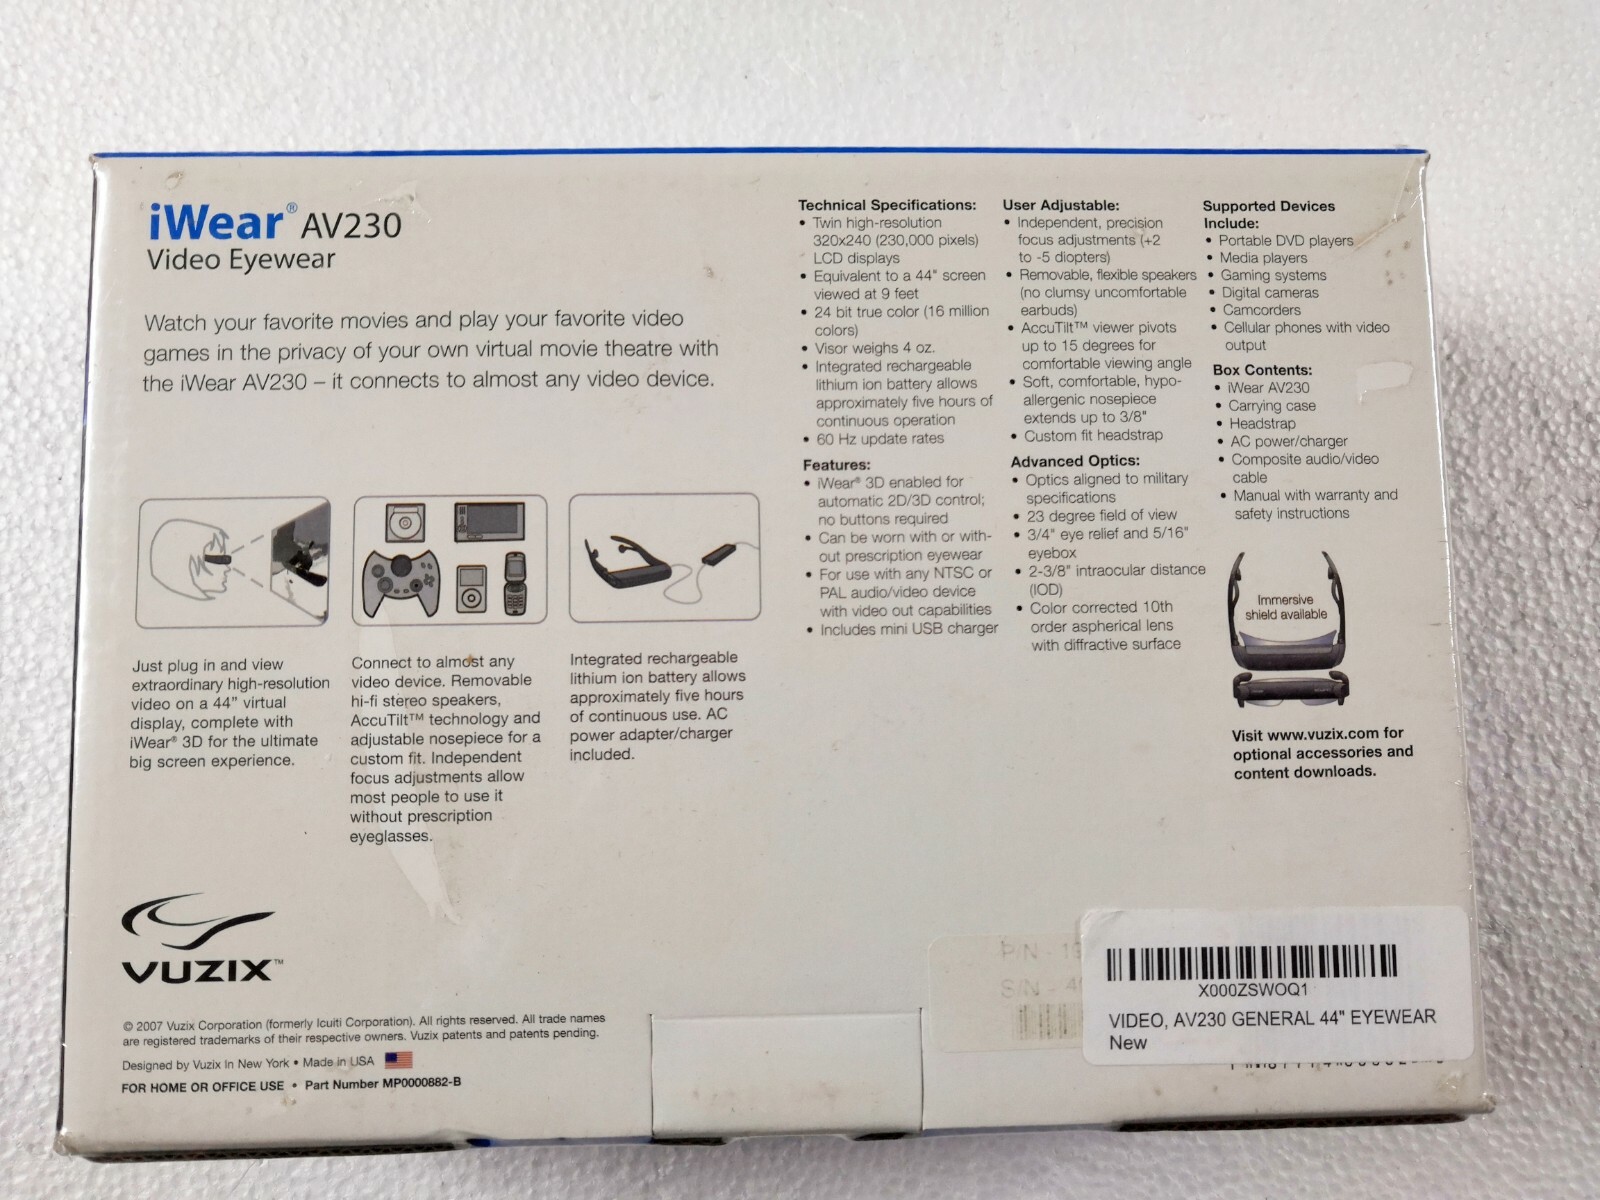 iWear® AV230
Video Eyewear
Watch your favorite movies and play your favorite video
games in the privacy of your own virtual movie theatre with
the iWear AV230 – it connects to almost any video device.
Just plug in and view
extraordinary high-resolution
video on a 44" virtual
display, complete with
iWear® 3D for the ultimate
big screen experience.
Connect to almost any
video device. Removable
hi-fi stereo speakers,
AccuTilt™ technology and
adjustable nosepiece for a
custom fit. Independent
focus adjustments allow
most people to use it
without prescription
eyeglasses.
Integrated rechargeable
lithium ion battery allows
approximately five hours
of continuous use. AC
power adapter/charger
included.
Technical Specifications:
• Twin high-resolution
320x240 (230,000 pixels)
LCD displays
• Equivalent to a 44" screen
viewed at 9 feet
• 24 bit true color (16 million
colors)
• Visor weighs 4 oz.
• Integrated rechargeable
lithium ion battery allows
approximately five hours of
continuous operation
• 60 Hz update rates
Features:
• iWear® 3D enabled for
automatic 2D/3D control;
no buttons required
• Can be worn with or with-
out prescription eyewear
• For use with any NTSC or
PAL audio/video device
with video out capabilities
• Includes mini USB charger
User Adjustable:
• Independent, precision
focus adjustments (+2
to -5 diopters)
• Removable, flexible speakers
(no clumsy uncomfortable
earbuds)
• AccuTilt™ viewer pivots
up to 15 degrees for
comfortable viewing angle
• Soft, comfortable, hypo-
allergenic nosepiece
extends up to 3/8"
• Custom fit headstrap
Advanced Optics:
• Optics aligned to military
specifications
• 23 degree field of view
• 3/4" eye relief and 5/16"
eyebox
• 2-3/8" intraocular distance
(IOD)
• Color corrected 10th
order aspherical lens
with diffractive surface
Supported Devices
Include:
• Portable DVD players
• Media players
• Gaming systems
• Digital cameras
• Camcorders
• Cellular phones with video
output
Box Contents:
• iWear AV230
• Carrying case
• Headstrap
• AC power/charger
• Composite audio/video
cable
• Manual with warranty and
safety instructions
Immersive
shield available
Visit www.vuzix.com for
optional accessories and
content downloads.
VUZIX™
© 2007 Vuzix Corporation (formerly Icuiti Corporation). All rights reserved. All trade names
are registered trademarks of their respective owners. Vuzix patents and patents pending.
Designed by Vuzix In New York • Made in USA
FOR HOME OR OFFICE USE • Part Number MP0000882-B
P/N -
S/N -
X000ZSWOQ1
VIDEO, AV230 GENERAL 44" EYEWEAR
New